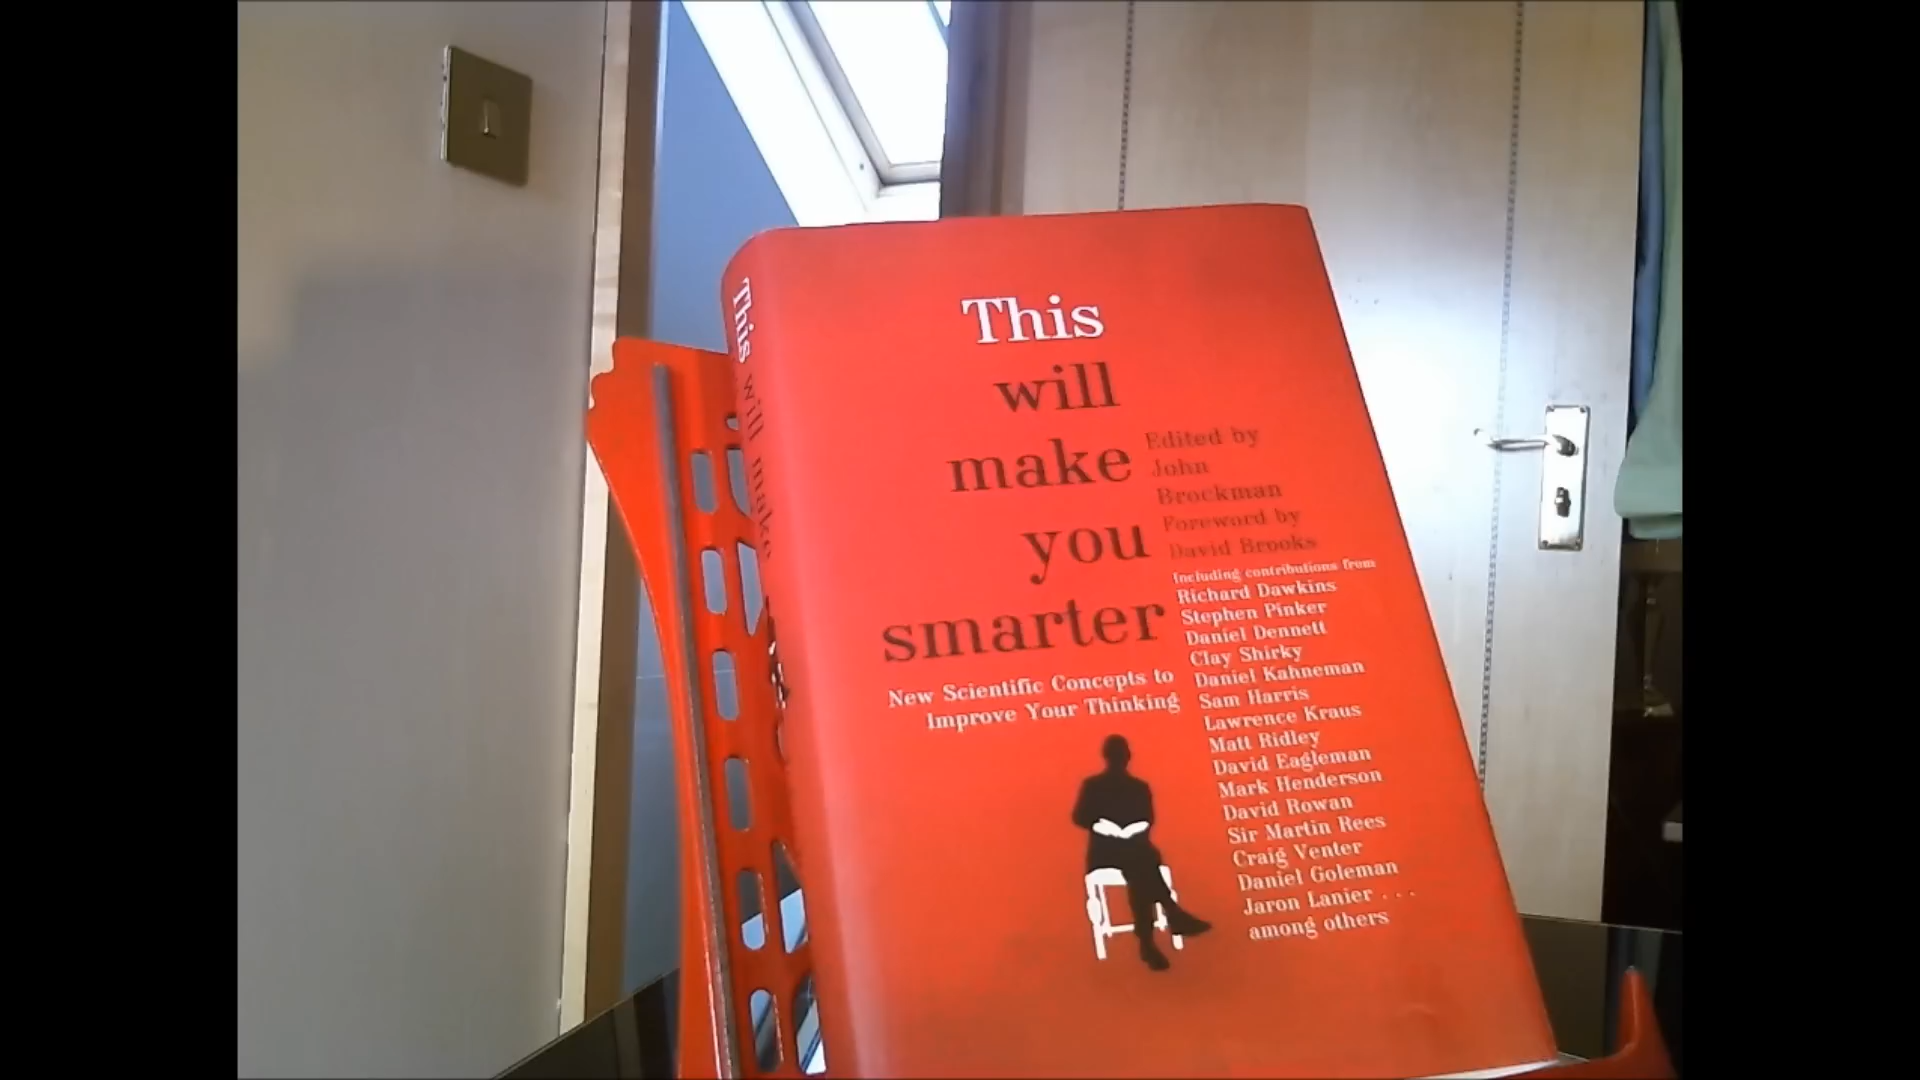 This
will
make
you
smarter
New Scientific Concepts to
Improve Your Thinking
Edited by
John
Brockman
Foreword by
David Brooks
Including contributions from
Richard Dawkins
Stephen Pinker
Daniel Dennett
Clay Shirky
Daniel Kahneman
Sam Harris
Lawrence Kraus
Matt Ridley
David Eagleman
Mark Henderson
David Rowan
Sir Martin Rees
Craig Venter
Daniel Goleman
Jaron Lanier . . .
among others
This will make